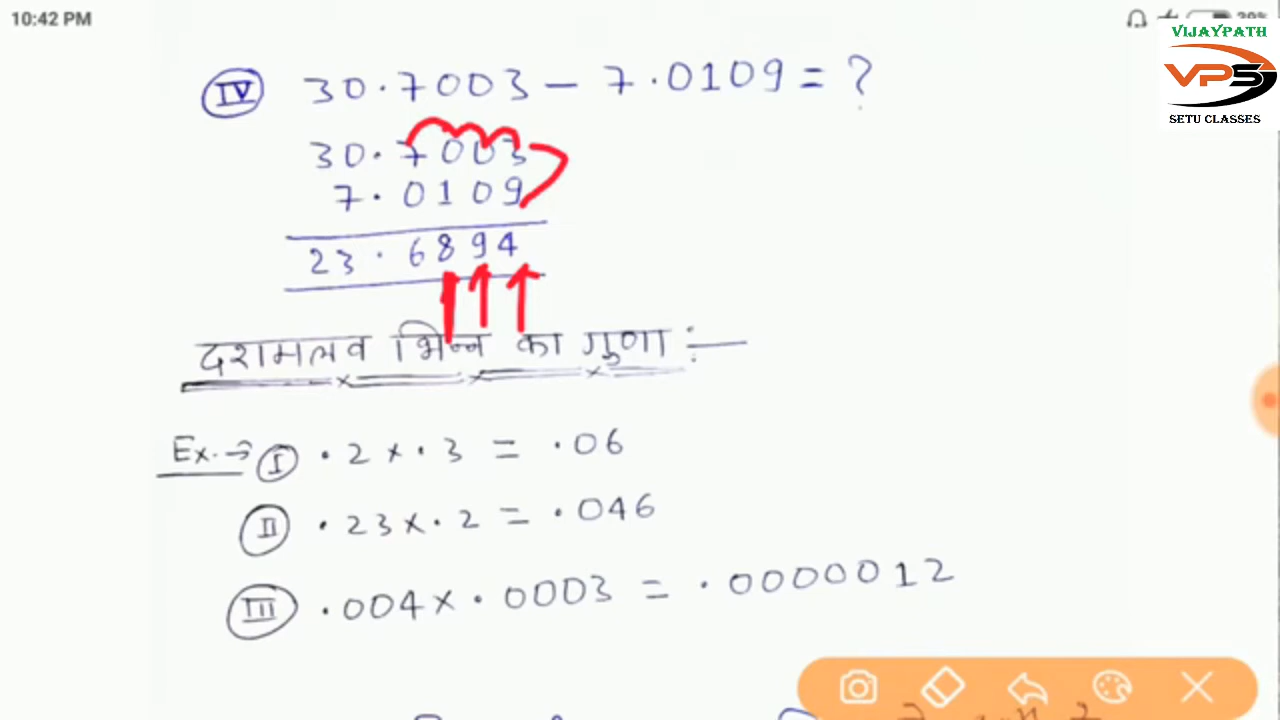 10:42 PM
VIJAYPATH
VPS
SETU CLASSES
IV 30.7003 – 7.0109 = ?
30.7003
7.0109
23.6894
दशमलव भिन्न का गुणा :—
Ex.→ I .2 × .3 = .06
II .23 × .2 = .046
III .004 × .0003 = .0000012